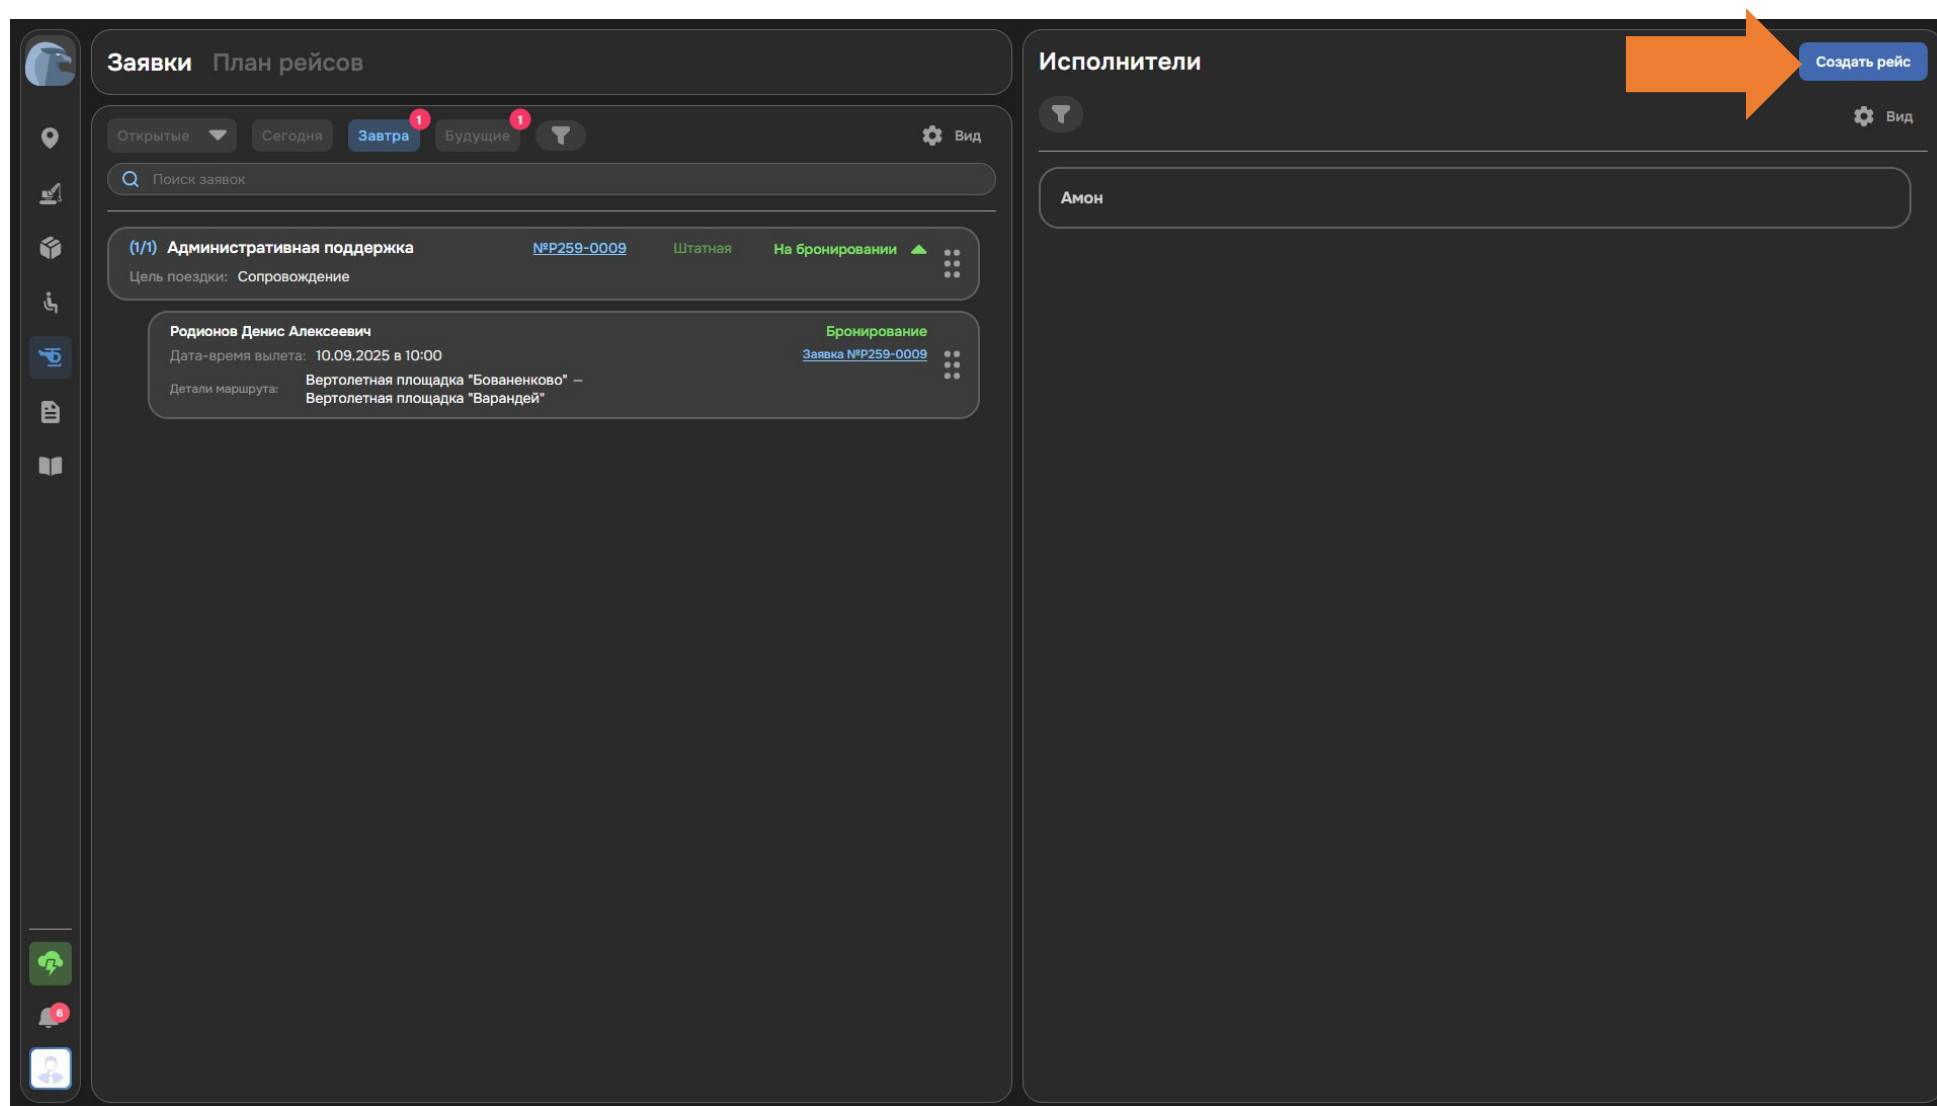 Заявки План рейсов
Открытые Сегодня Завтра 1 Будущие 1 Вид
Поиск заявок
(1/1) Административная поддержка №Р259-0009 Штатная На бронировании
Цель поездки: Сопровождение
Родионов Денис Алексеевич Бронирование
Дата-время вылета: 10.09.2025 в 10:00 Заявка №Р259-0009
Детали маршрута: Вертолетная площадка "Бованенково" –
Вертолетная площадка "Варандей"
6
Исполнители Создать рейс
Вид
Амон